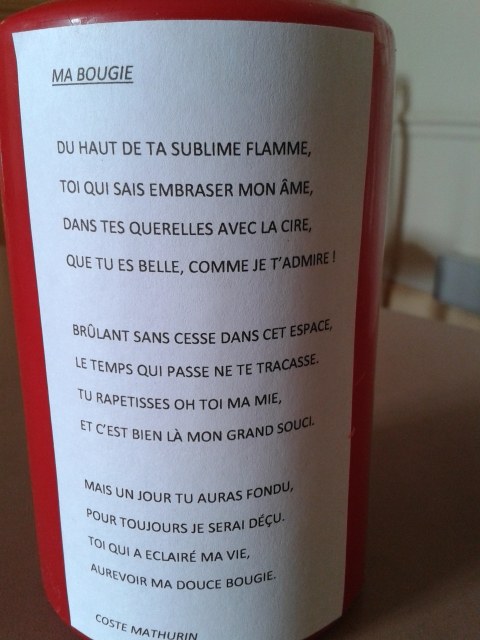 MA BOUGIE
DU HAUT DE TA SUBLIME FLAMME,
TOI QUI SAIS EMBRASER MON ÂME,
DANS TES QUERELLES AVEC LA CIRE,
QUE TU ES BELLE, COMME JE T'ADMIRE !
BRÛLANT SANS CESSE DANS CET ESPACE,
LE TEMPS QUI PASSE NE TE TRACASSE.
TU RAPETISSES OH TOI MA MIE,
ET C'EST BIEN LÀ MON GRAND SOUCI.
MAIS UN JOUR TU AURAS FONDU,
POUR TOUJOURS JE SERAI DÉÇU.
TOI QUI A ECLAIRÉ MA VIE,
AUREVOIR MA DOUCE BOUGIE.
COSTE MATHURIN